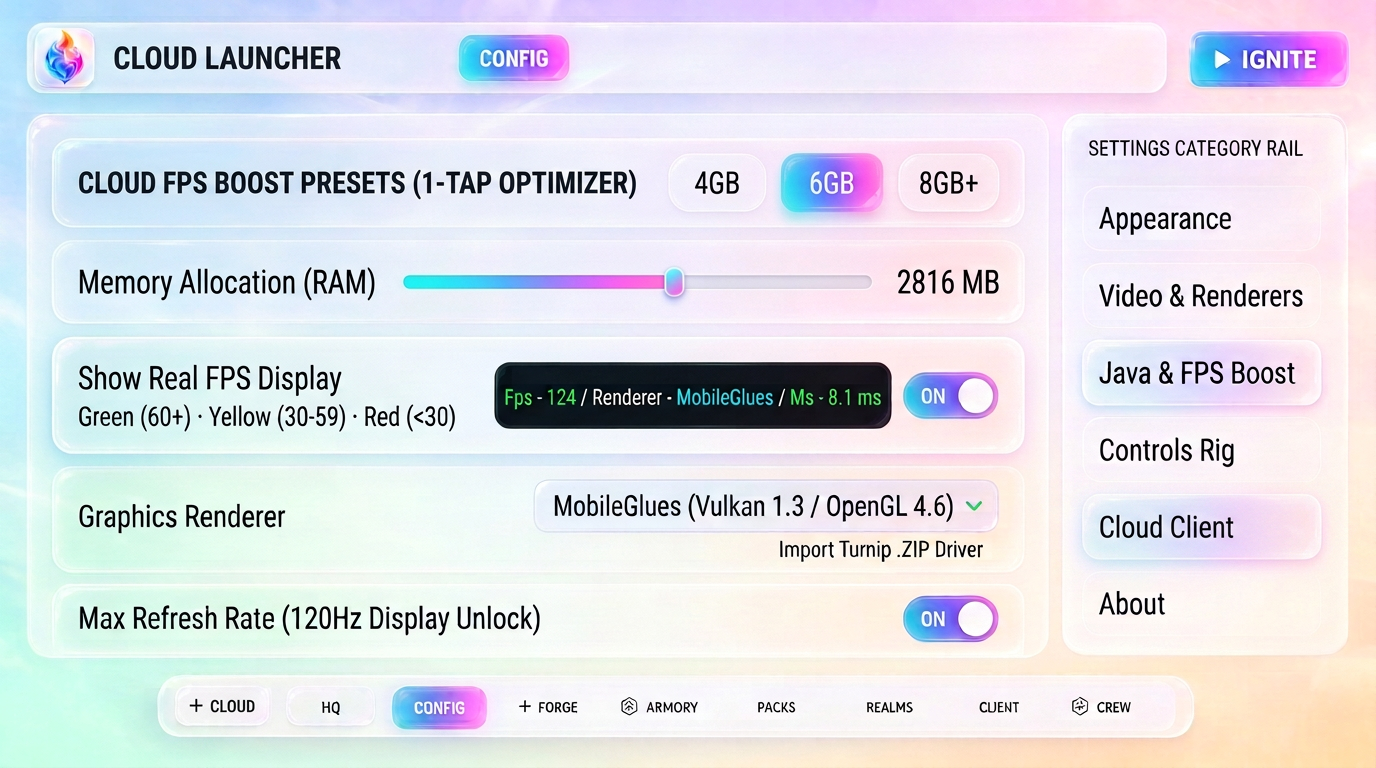 CLOUD LAUNCHER
CONFIG
IGNITE
CLOUD FPS BOOST PRESETS (1-TAP OPTIMIZER)
4GB
6GB
8GB+
Memory Allocation (RAM)
2816 MB
Show Real FPS Display
Green (60+) · Yellow (30-59) · Red (<30)
Fps - 124 / Renderer - MobileGlues / Ms - 8.1 ms
ON
Graphics Renderer
MobileGlues (Vulkan 1.3 / OpenGL 4.6)
Import Turnip .ZIP Driver
Max Refresh Rate (120Hz Display Unlock)
ON
SETTINGS CATEGORY RAIL
Appearance
Video & Renderers
Java & FPS Boost
Controls Rig
Cloud Client
About
+ CLOUD
HQ
CONFIG
+ FORGE
ARMORY
PACKS
REALMS
CLIENT
CREW